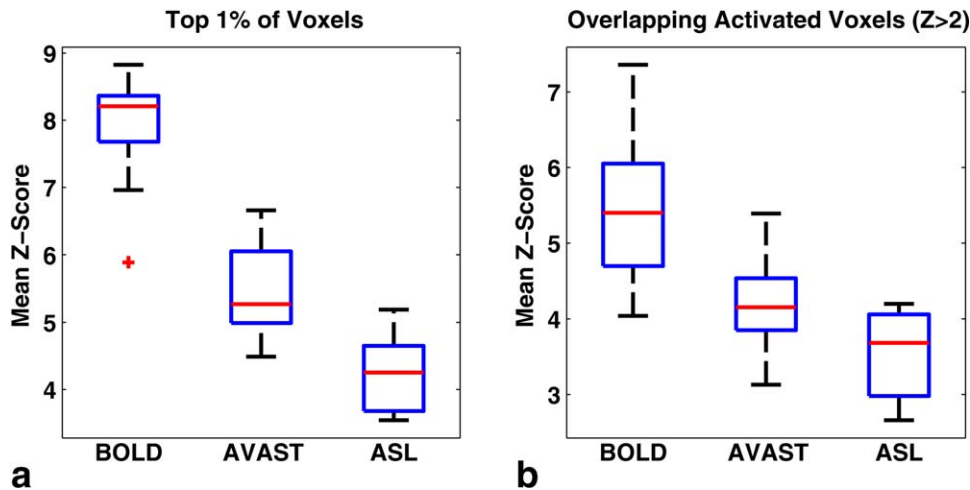 Top 1% of Voxels
Mean Z-Score
9
8
7
6
5
4
BOLD AVAST ASL
a
Overlapping Activated Voxels (Z>2)
Mean Z-Score
7
6
5
4
3
BOLD AVAST ASL
b